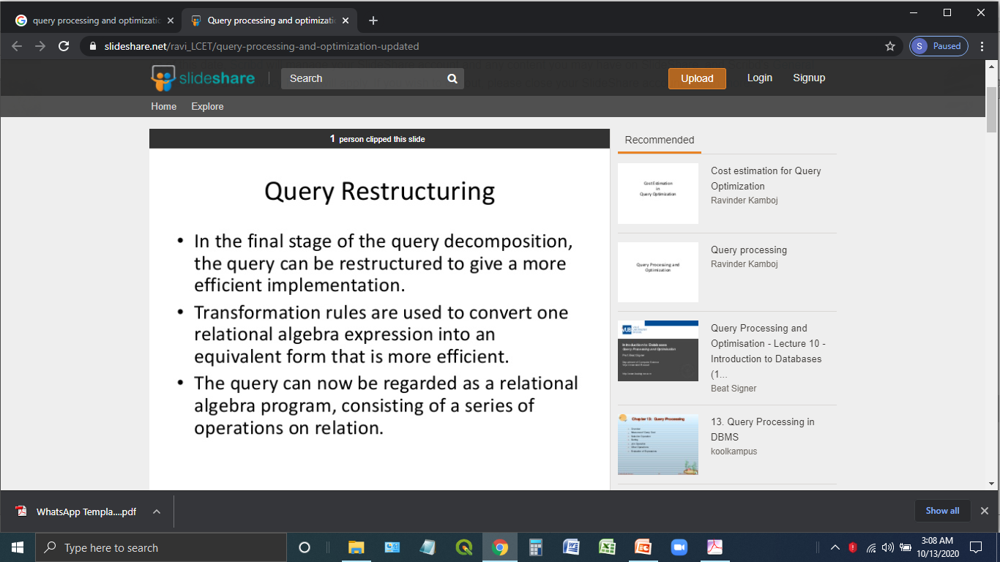 query processing and optimizatio
Query processing and optimizati
slideshare.net/ravi_LCET/query-processing-and-optimization-updated
S Paused
slideshare
Search
Upload
Login
Signup
Home
Explore
1 person clipped this slide
Query Restructuring
• In the final stage of the query decomposition,
the query can be restructured to give a more
efficient implementation.
• Transformation rules are used to convert one
relational algebra expression into an
equivalent form that is more efficient.
• The query can now be regarded as a relational
algebra program, consisting of a series of
operations on relation.
Recommended
Cost Estimation
in
Query Optimization
Cost estimation for Query
Optimization
Ravinder Kamboj
Query Processing and
Optimization
Query processing
Ravinder Kamboj
Introduction to Databases
Query Processing and Optimisation
Prof. Beat Signer
Query Processing and
Optimisation - Lecture 10 -
Introduction to Databases
(1...
Beat Signer
Chapter 13: Query Processing
13. Query Processing in
DBMS
koolkampus
WhatsApp Templa....pdf
Show all
Type here to search
3:08 AM
10/13/2020